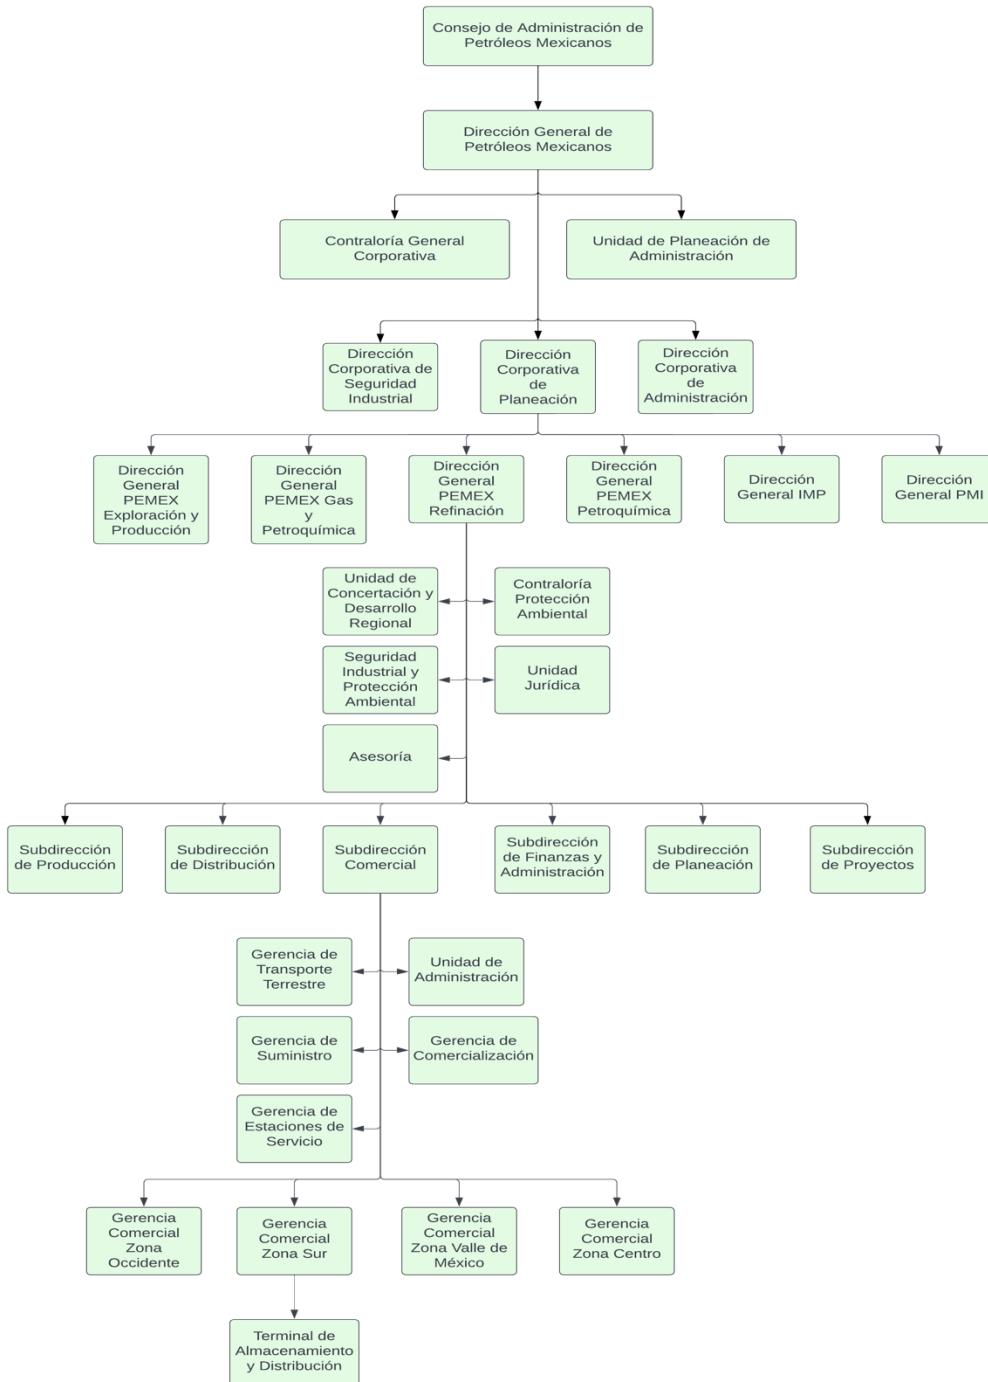 Consejo de Administración de
Petróleos Mexicanos
Dirección General de
Petróleos Mexicanos
Contraloría General
Corporativa
Unidad de Planeación de
Administración
Dirección
Corporativa de
Seguridad
Industrial
Dirección
Corporativa
de
Planeación
Dirección
Corporativa
de
Administración
Dirección
General
PEMEX
Exploración y
Producción
Dirección
General
PEMEX Gas
y
Petroquímica
Dirección
General
PEMEX
Refinación
Dirección
General
PEMEX
Petroquímica
Dirección
General IMP
Dirección
General PMI
Unidad de
Concertación y
Desarrollo
Regional
Contraloría
Protección
Ambiental
Seguridad
Industrial y
Protección
Ambiental
Unidad
Jurídica
Asesoría
Subdirección
de Producción
Subdirección
de Distribución
Subdirección
Comercial
Subdirección
de Finanzas y
Administración
Subdirección
de Planeación
Subdirección
de Proyectos
Gerencia de
Transporte
Terrestre
Unidad de
Administración
Gerencia de
Suministro
Gerencia de
Comercialización
Gerencia de
Estaciones de
Servicio
Gerencia
Comercial
Zona
Occidente
Gerencia
Comercial
Zona Sur
Gerencia
Comercial
Zona Valle de
México
Gerencia
Comercial
Zona Centro
Terminal de
Almacenamiento
y Distribución